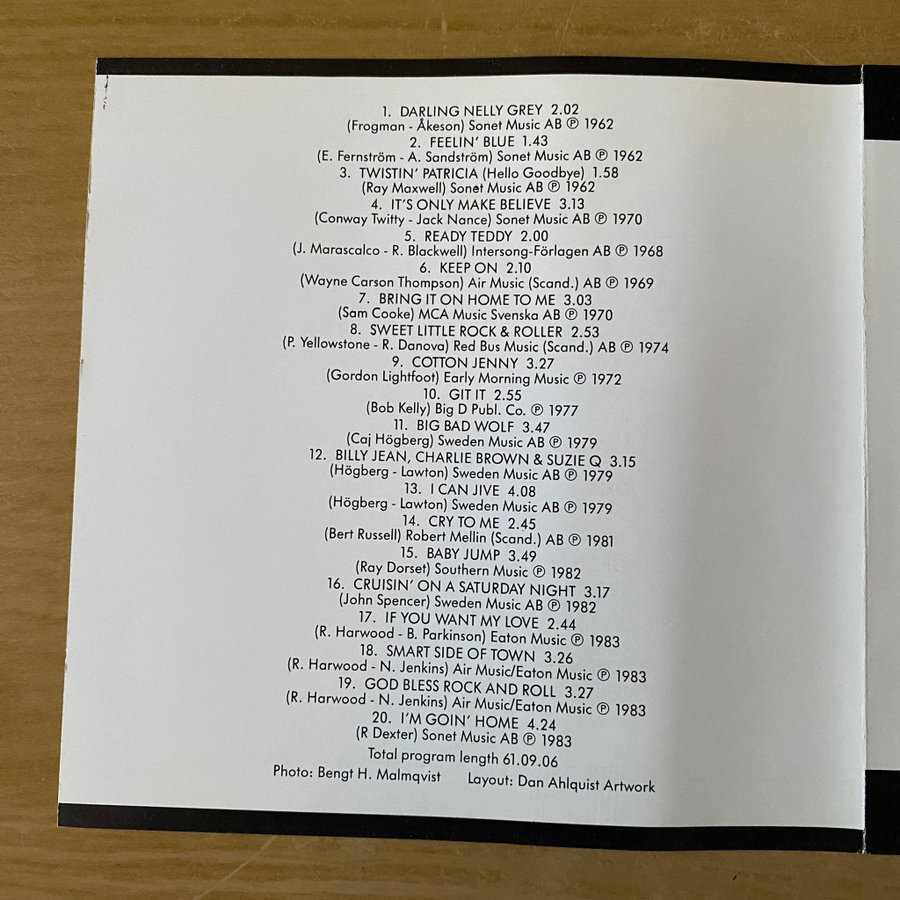 1. DARLING NELLY GREY 2.02
(Frogman - Åkeson) Sonet Music AB ℗ 1962
2. FEELIN' BLUE 1.43
(E. Fernström - A. Sandström) Sonet Music AB ℗ 1962
3. TWISTIN' PATRICIA (Hello Goodbye) 1.58
(Ray Maxwell) Sonet Music AB ℗ 1962
4. IT'S ONLY MAKE BELIEVE 3.13
(Conway Twitty - Jack Nance) Sonet Music AB ℗ 1970
5. READY TEDDY 2.00
(J. Marascalco - R. Blackwell) Intersong-Förlagen AB ℗ 1968
6. KEEP ON 2.10
(Wayne Carson Thompson) Air Music (Scand.) AB ℗ 1969
7. BRING IT ON HOME TO ME 3.03
(Sam Cooke) MCA Music Svenska AB ℗ 1970
8. SWEET LITTLE ROCK & ROLLER 2.53
(P. Yellowstone - R. Danova) Red Bus Music (Scand.) AB ℗ 1974
9. COTTON JENNY 3.27
(Gordon Lightfoot) Early Morning Music ℗ 1972
10. GIT IT 2.55
(Bob Kelly) Big D Publ. Co. ℗ 1977
11. BIG BAD WOLF 3.47
(Caj Högberg) Sweden Music AB ℗ 1979
12. BILLY JEAN, CHARLIE BROWN & SUZIE Q 3.15
(Högberg - Lawton) Sweden Music AB ℗ 1979
13. I CAN JIVE 4.08
(Högberg - Lawton) Sweden Music AB ℗ 1979
14. CRY TO ME 2.45
(Bert Russell) Robert Mellin (Scand.) AB ℗ 1981
15. BABY JUMP 3.49
(Ray Dorset) Southern Music ℗ 1982
16. CRUISIN' ON A SATURDAY NIGHT 3.17
(John Spencer) Sweden Music AB ℗ 1982
17. IF YOU WANT MY LOVE 2.44
(R. Harwood - B. Parkinson) Eaton Music ℗ 1983
18. SMART SIDE OF TOWN 3.26
(R. Harwood - N. Jenkins) Air Music/Eaton Music ℗ 1983
19. GOD BLESS ROCK AND ROLL 3.27
(R. Harwood - N. Jenkins) Air Music/Eaton Music ℗ 1983
20. I'M GOIN' HOME 4.24
(R Dexter) Sonet Music AB ℗ 1983
Total program length 61.09.06
Photo: Bengt H. Malmqvist Layout: Dan Ahlquist Artwork